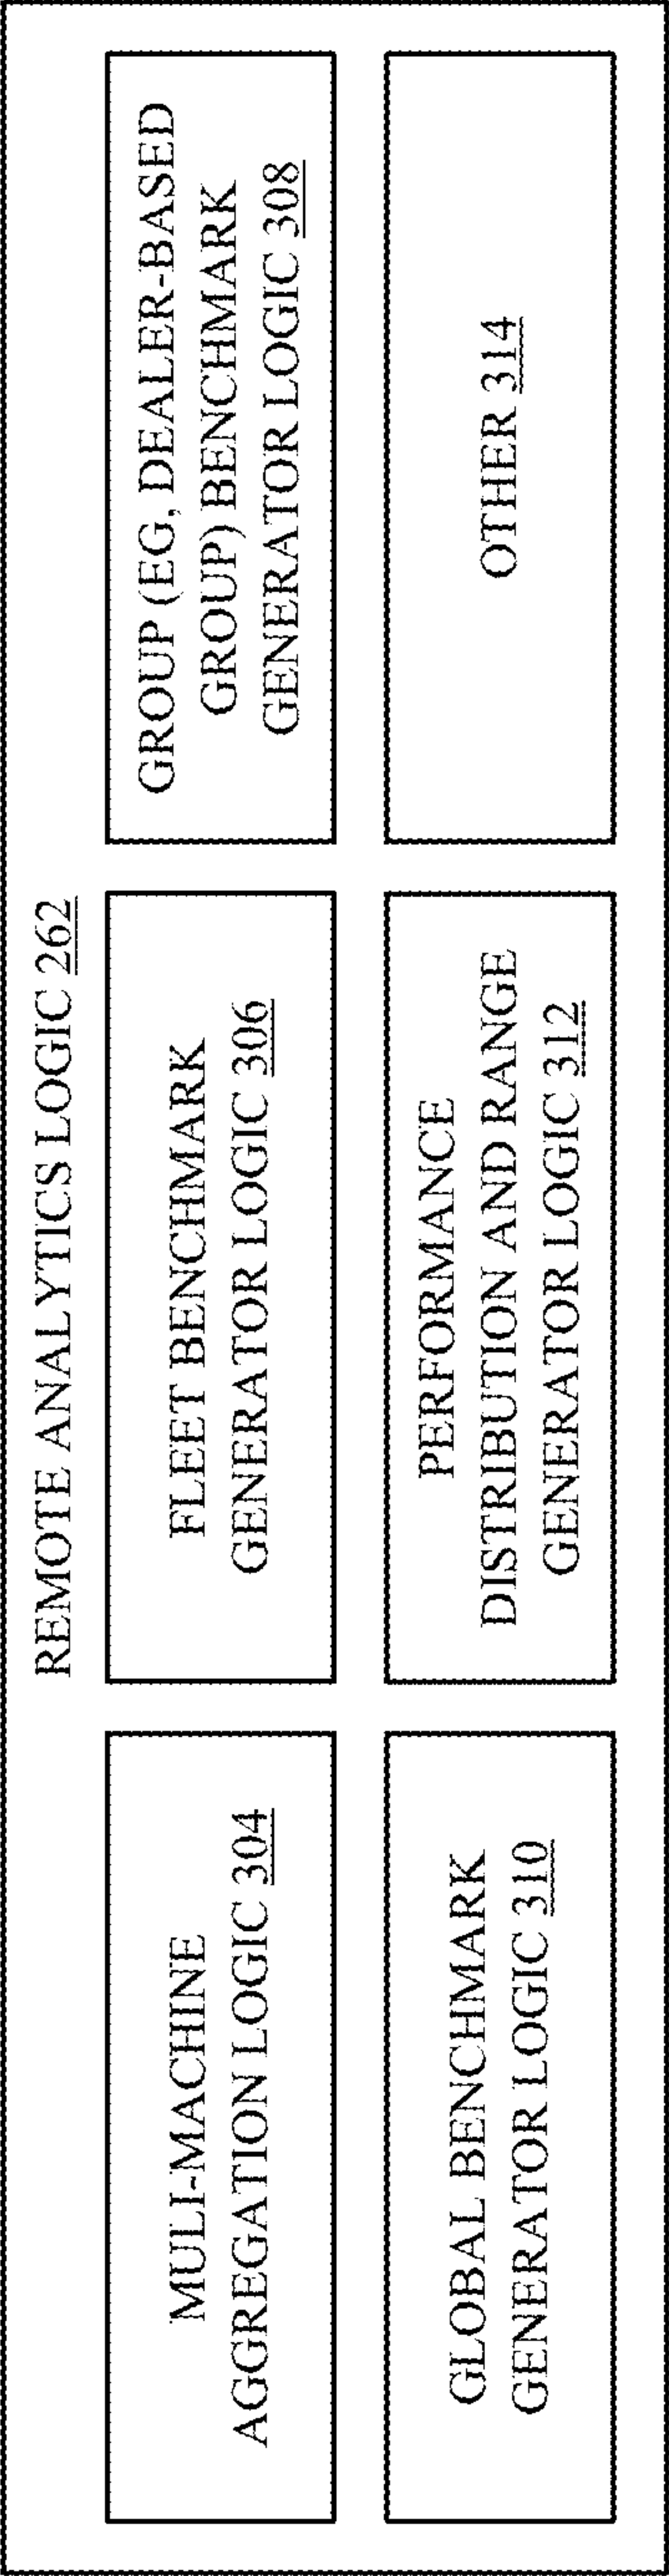 REMOTE ANALYTICS LOGIC 262
MULI-MACHINE
AGGREGATION LOGIC 304
FLEET BENCHMARK
GENERATOR LOGIC 306
GROUP (EG, DEALER-BASED
GROUP) BENCHMARK
GENERATOR LOGIC 308
GLOBAL BENCHMARK
GENERATOR LOGIC 310
PERFORMANCE
DISTRIBUTION AND RANGE
GENERATOR LOGIC 312
OTHER 314